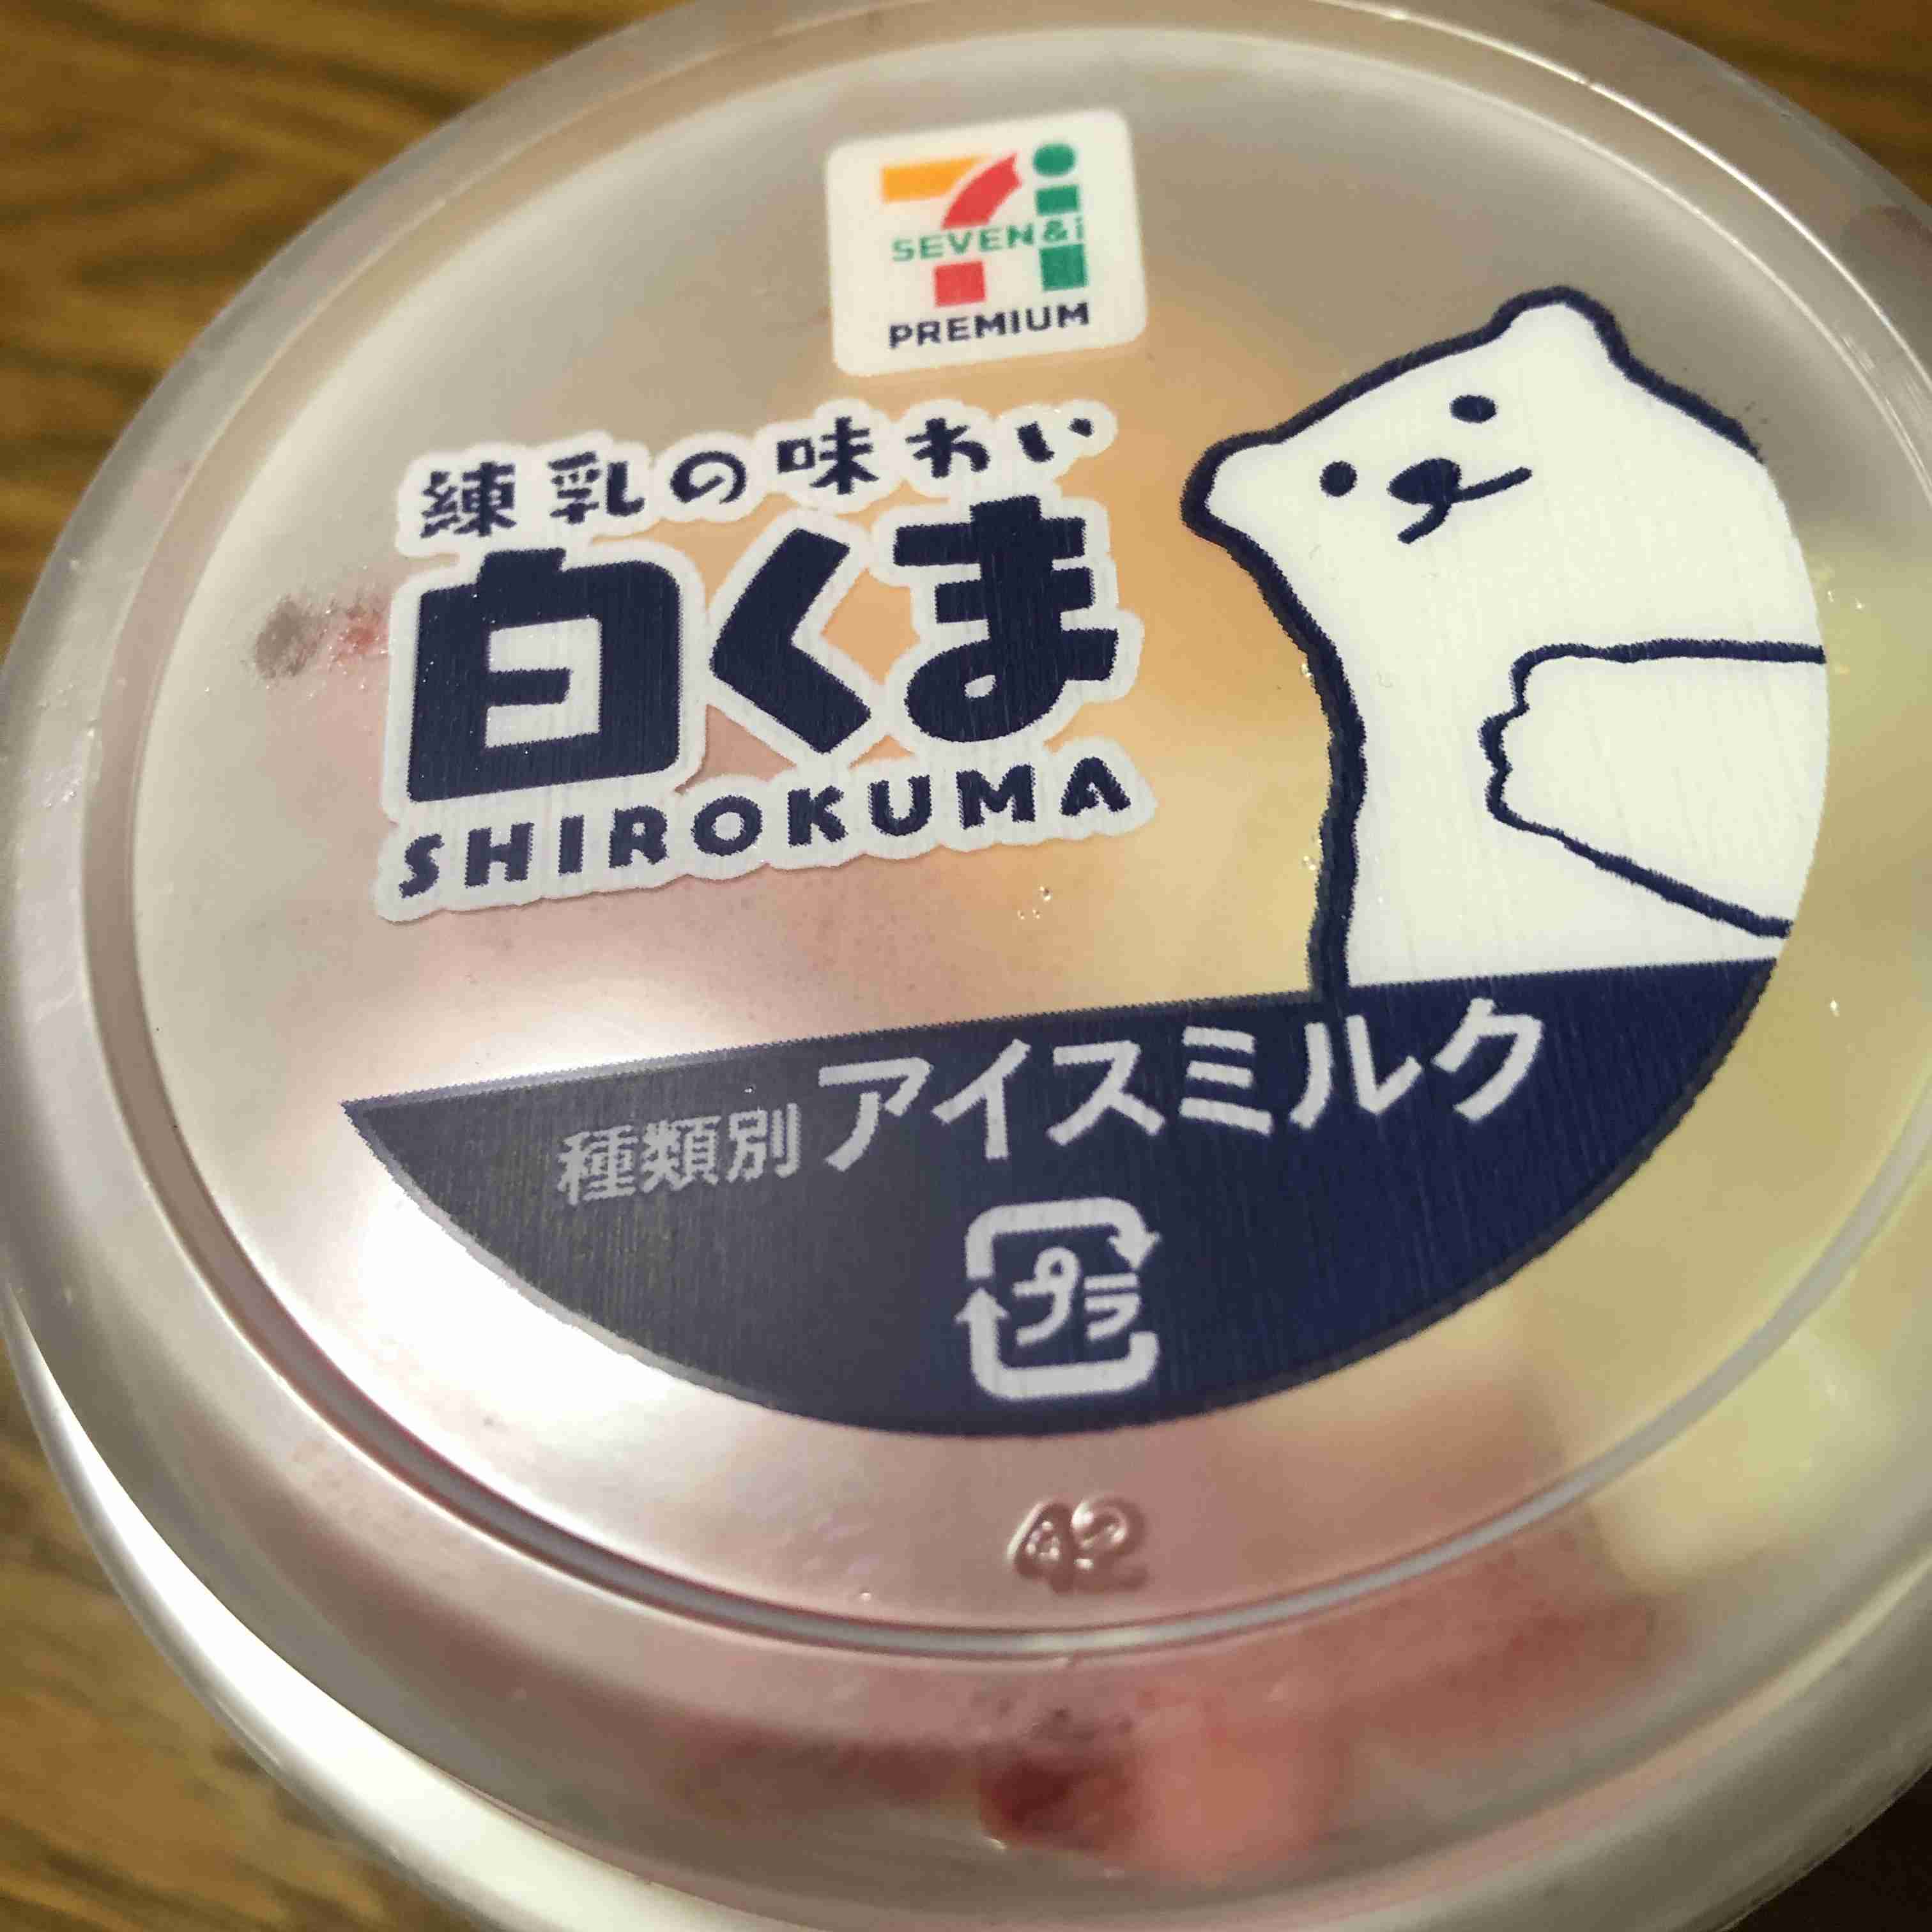 SEVEN&i
PREMIUM
練乳の味わい
白くま
SHIROKUMA
種類別 アイスミルク
プラ
42